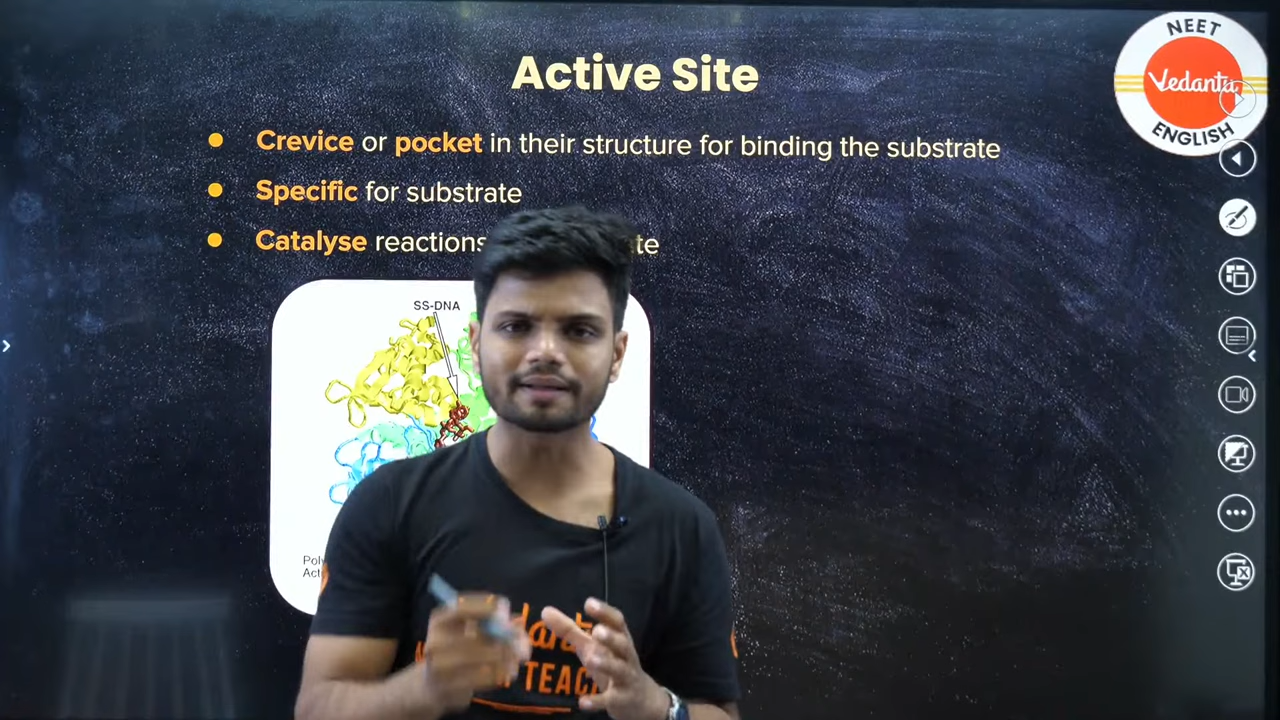 Active Site
NEET
Vedantu
ENGLISH
Crevice or pocket in their structure for binding the substrate
Specific for substrate
Catalyse reactions
SS-DNA
TEAC